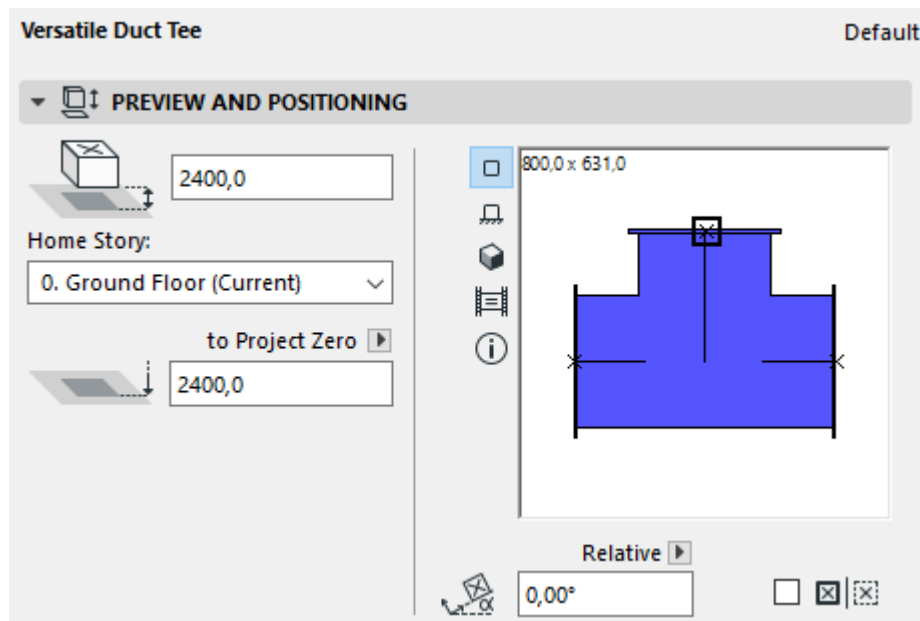 Versatile Duct Tee
Default
PREVIEW AND POSITIONING
2400,0
Home Story:
0. Ground Floor (Current)
to Project Zero
2400,0
800,0 x 631,0
Relative
α
0,00°